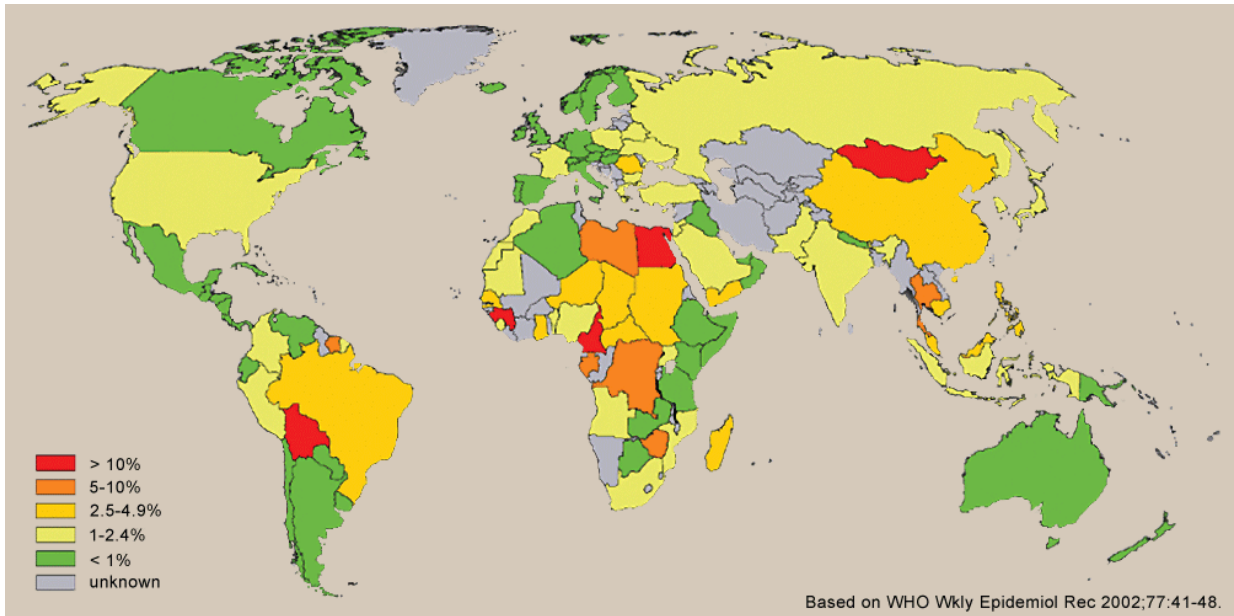 > 10%
5-10%
2.5-4.9%
1-2.4%
< 1%
unknown
Based on WHO Wkly Epidemiol Rec 2002;77:41-48.